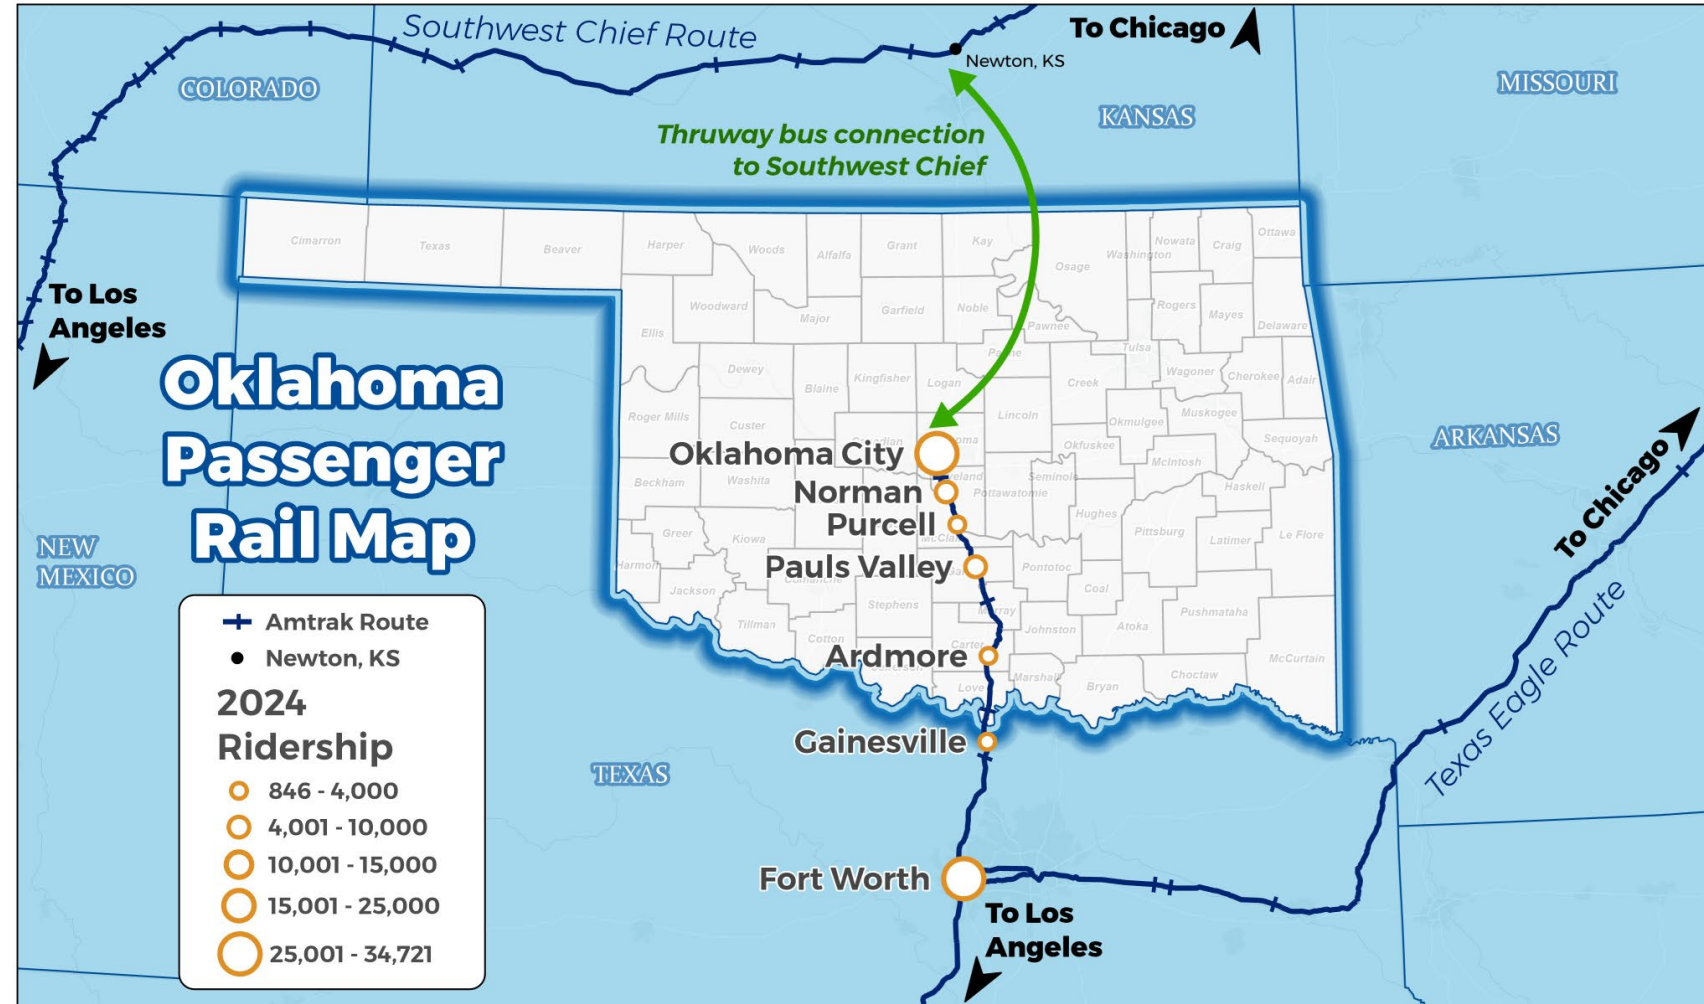 Southwest Chief Route
To Chicago
Newton, KS
COLORADO
MISSOURI
KANSAS
Thruway bus connection
to Southwest Chief
To Los
Angeles
Oklahoma
Passenger
Rail Map
Cimarron
Texas
Beaver
Harper
Woods
Alfalfa
Grant
Kay
Osage
Washington
Nowata
Craig
Ottawa
Ellis
Woodward
Major
Garfield
Noble
Pawnee
Rogers
Mayes
Delaware
Dewey
Blaine
Kingfisher
Logan
Payne
Creek
Tulsa
Wagoner
Cherokee
Adair
Roger Mills
Custer
Lincoln
Okmulgee
Muskogee
Okfuskee
Sequoyah
McIntosh
Oklahoma City
Beckham
Washita
Seminole
Pottawatomie
Haskell
Norman
Purcell
Hughes
Pittsburg
Latimer
Le Flore
Greer
Kiowa
Harmon
Jackson
Pauls Valley
Pontotoc
Coal
Stephens
Murray
Pushmataha
Tillman
Cotton
Carter
Johnston
Atoka
Ardmore
McCurtain
Love
Marshall
Bryan
Choctaw
Gainesville
NEW
MEXICO
ARKANSAS
To Chicago
Texas Eagle Route
TEXAS
Fort Worth
To Los
Angeles
Amtrak Route
Newton, KS
2024
Ridership
846 - 4,000
4,001 - 10,000
10,001 - 15,000
15,001 - 25,000
25,001 - 34,721